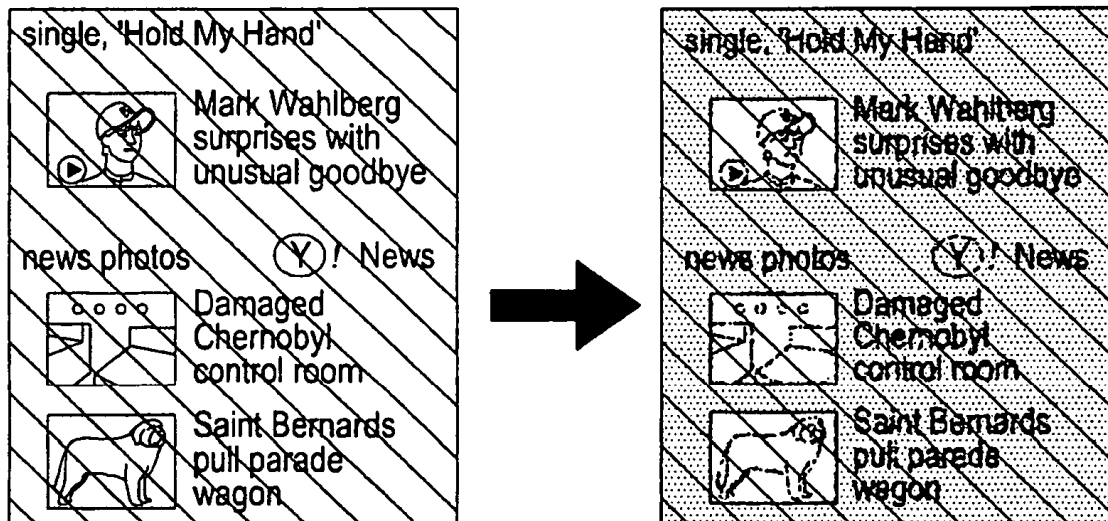 single, 'Hold My Hand'
Mark Wahlberg
surprises with
unusual goodbye
news photos Y! News
Damaged
Chernobyl
control room
Saint Bernards
pull parade
wagon
single, 'Hold My Hand'
Mark Wahlberg
surprises with
unusual goodbye
news photos Y! News
Damaged
Chernobyl
control room
Saint Bernards
pull parade
wagon